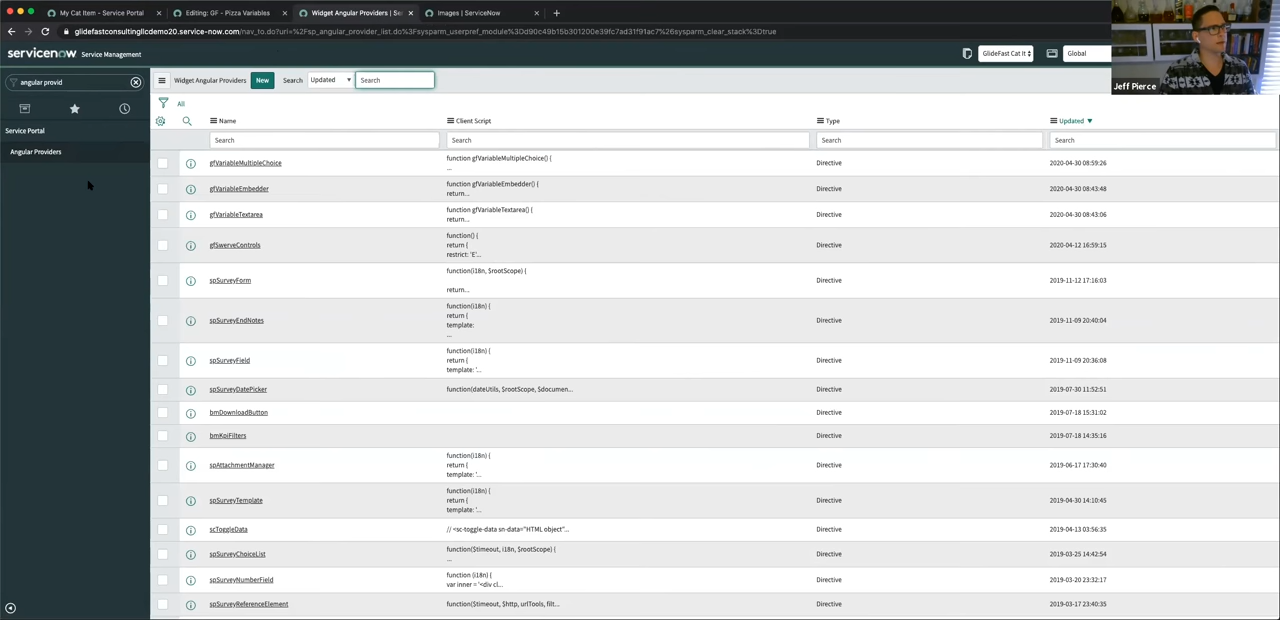 My Cat Item - Service Portal
Editing: GF - Pizza Variables
Widget Angular Providers | Se
Images | ServiceNow
glidefastconsultingllcdemo20.service-now.com/nav_to.do?uri=%2Fsp_angular_provider_list.do%3Fsysparm_userpref_module%3Dd90c49b15b301200e39fc7ad31f91ac7%26sysparm_clear_stack%3Dtrue
servicenow Service Management
GlideFast Cat It
Global
Jeff Pierce
angular provid
Widget Angular Providers
New
Search
Updated
Search
All
Service Portal
Angular Providers
Name
Client Script
Type
Updated
Search
Search
Search
Search
gfVariableMultipleChoice
function gfVariableMultipleChoice() {
...
Directive
2020-04-30 08:59:26
gfVariableEmbedder
function gfVariableEmbedder() {
return...
Directive
2020-04-30 08:43:48
gfVariableTextarea
function gfVariableTextarea() {
return...
Directive
2020-04-30 08:43:06
gfSwerveControls
function() {
return {
restrict: 'E'...
Directive
2020-04-12 16:59:15
spSurveyForm
function(i18n, $rootScope) {
return...
Directive
2019-11-12 17:16:03
spSurveyEndNotes
function(i18n) {
return {
template:
...
Directive
2019-11-09 20:40:04
spSurveyField
function(i18n) {
return {
template: '...
Directive
2019-11-09 20:36:08
spSurveyDatePicker
function(dateUtils, $rootScope, $documen...
Directive
2019-07-30 11:52:51
bmDownloadButton
Directive
2019-07-18 15:31:02
bmKpiFilters
Directive
2019-07-18 14:35:16
spAttachmentManager
function(i18n) {
return {
template: '...
Directive
2019-06-17 17:30:40
spSurveyTemplate
function(i18n) {
return {
template: '...
Directive
2019-04-30 14:10:45
scToggleData
// <sc-toggle-data sn-data="HTML object"...
Directive
2019-04-13 03:56:35
spSurveyChoiceList
function($timeout, i18n, $rootScope) {
...
Directive
2019-03-25 14:42:54
spSurveyNumberField
function (i18n) {
var inner = '<div cl...
Directive
2019-03-20 23:32:17
spSurveyReferenceElement
function($timeout, $http, urlTools, filt...
Directive
2019-03-17 23:40:35